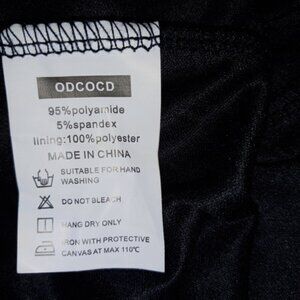 ODCOCD
95%polyamide
5%spandex
lining:100%polyester
MADE IN CHINA
SUITABLE FOR HAND
WASHING
DO NOT BLEACH
HANG DRY ONLY
IRON WITH PROTECTIVE
CANVAS AT MAX 110℃